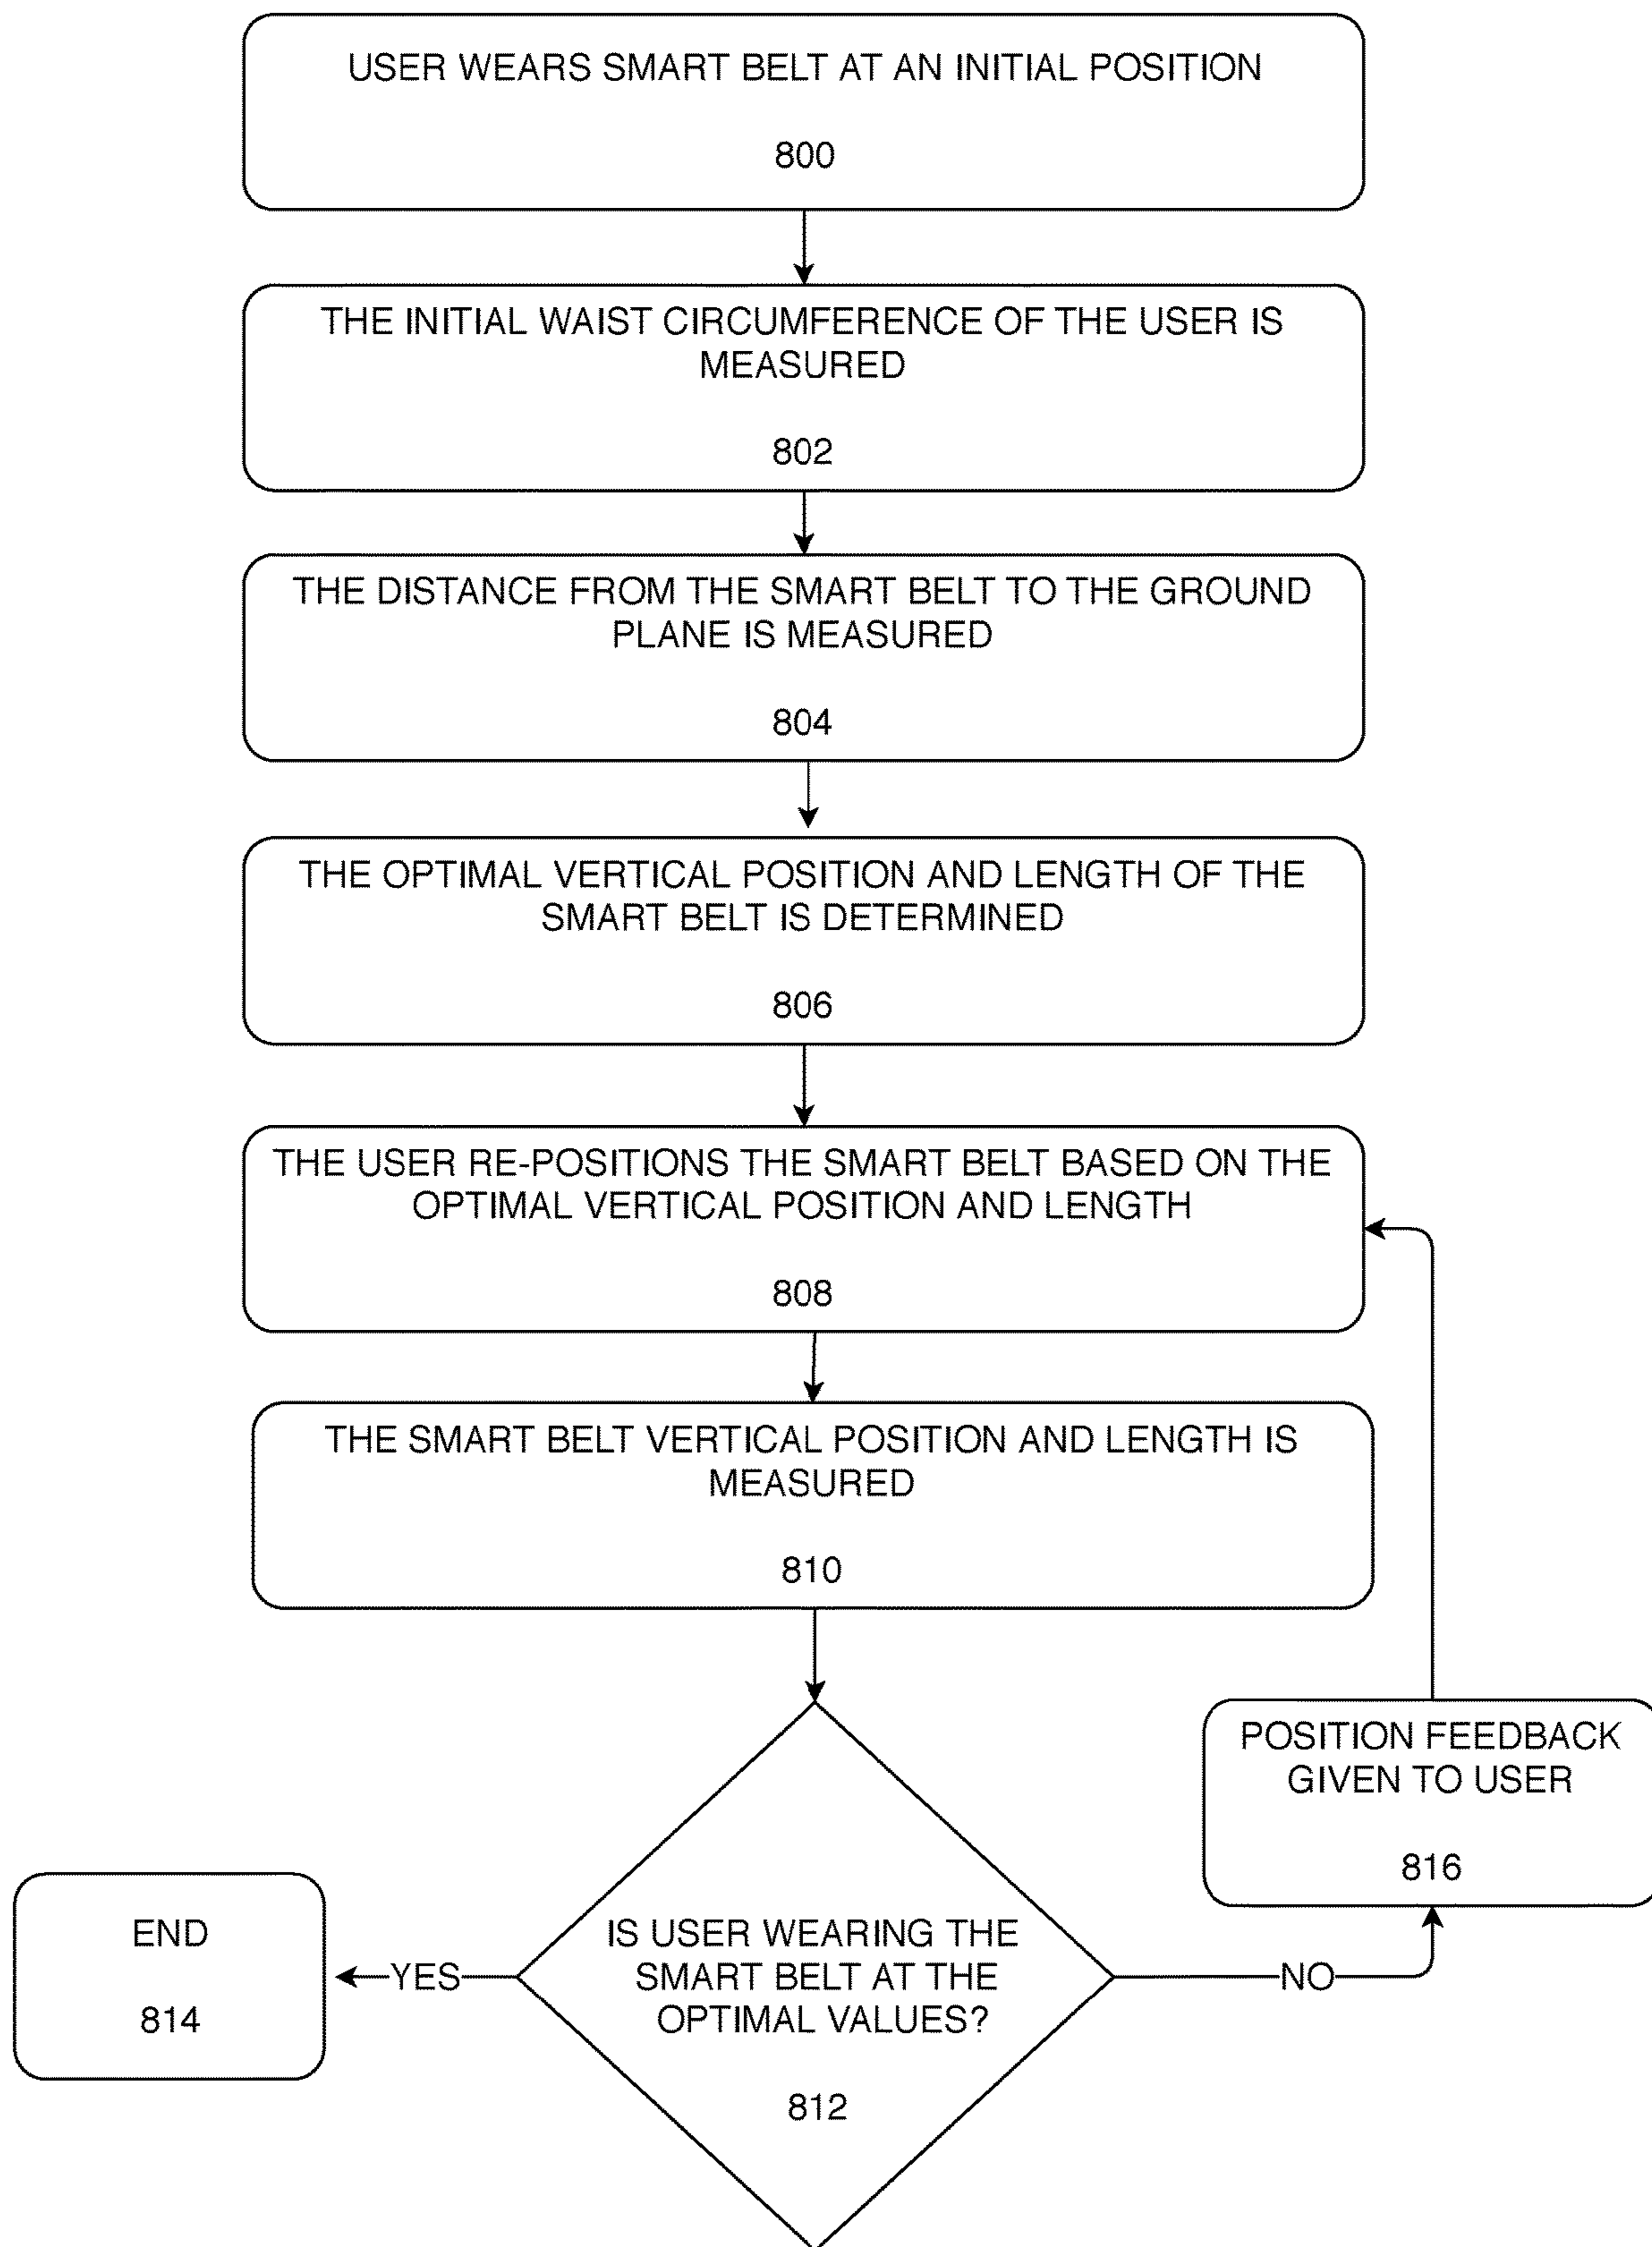 USER WEARS SMART BELT AT AN INITIAL POSITION
800
THE INITIAL WAIST CIRCUMFERENCE OF THE USER IS
MEASURED
802
THE DISTANCE FROM THE SMART BELT TO THE GROUND
PLANE IS MEASURED
804
THE OPTIMAL VERTICAL POSITION AND LENGTH OF THE
SMART BELT IS DETERMINED
806
THE USER RE-POSITIONS THE SMART BELT BASED ON THE
OPTIMAL VERTICAL POSITION AND LENGTH
808
THE SMART BELT VERTICAL POSITION AND LENGTH IS
MEASURED
810
IS USER WEARING THE
SMART BELT AT THE
OPTIMAL VALUES?
812
YES
END
814
NO
POSITION FEEDBACK
GIVEN TO USER
816